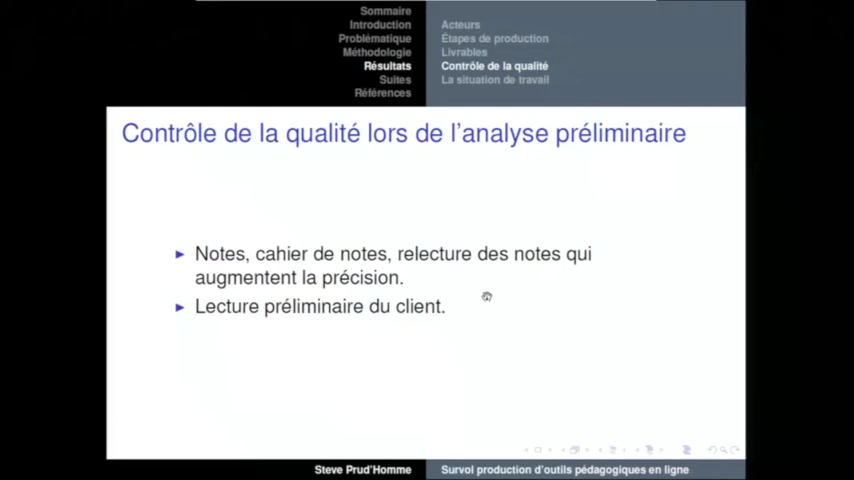 Sommaire
Introduction
Problématique
Méthodologie
Résultats
Suites
Références
Acteurs
Étapes de production
Livrables
Contrôle de la qualité
La situation de travail
Contrôle de la qualité lors de l'analyse préliminaire
Notes, cahier de notes, relecture des notes qui
augmentent la précision.
Lecture préliminaire du client.
Steve Prud'Homme
Survol production d'outils pédagogiques en ligne